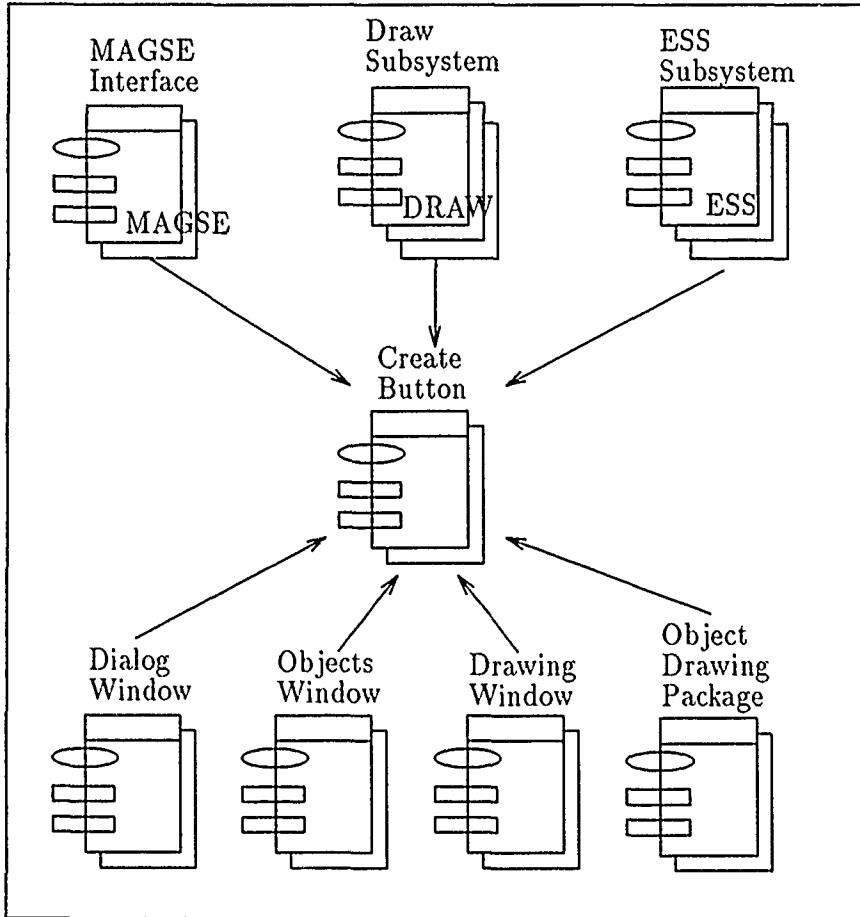 MAGSE
Interface
Draw
Subsystem
ESS
Subsystem
MAGSE
DRAW
ESS
Create
Button
Dialog
Window
Objects
Window
Drawing
Window
Object
Drawing
Package